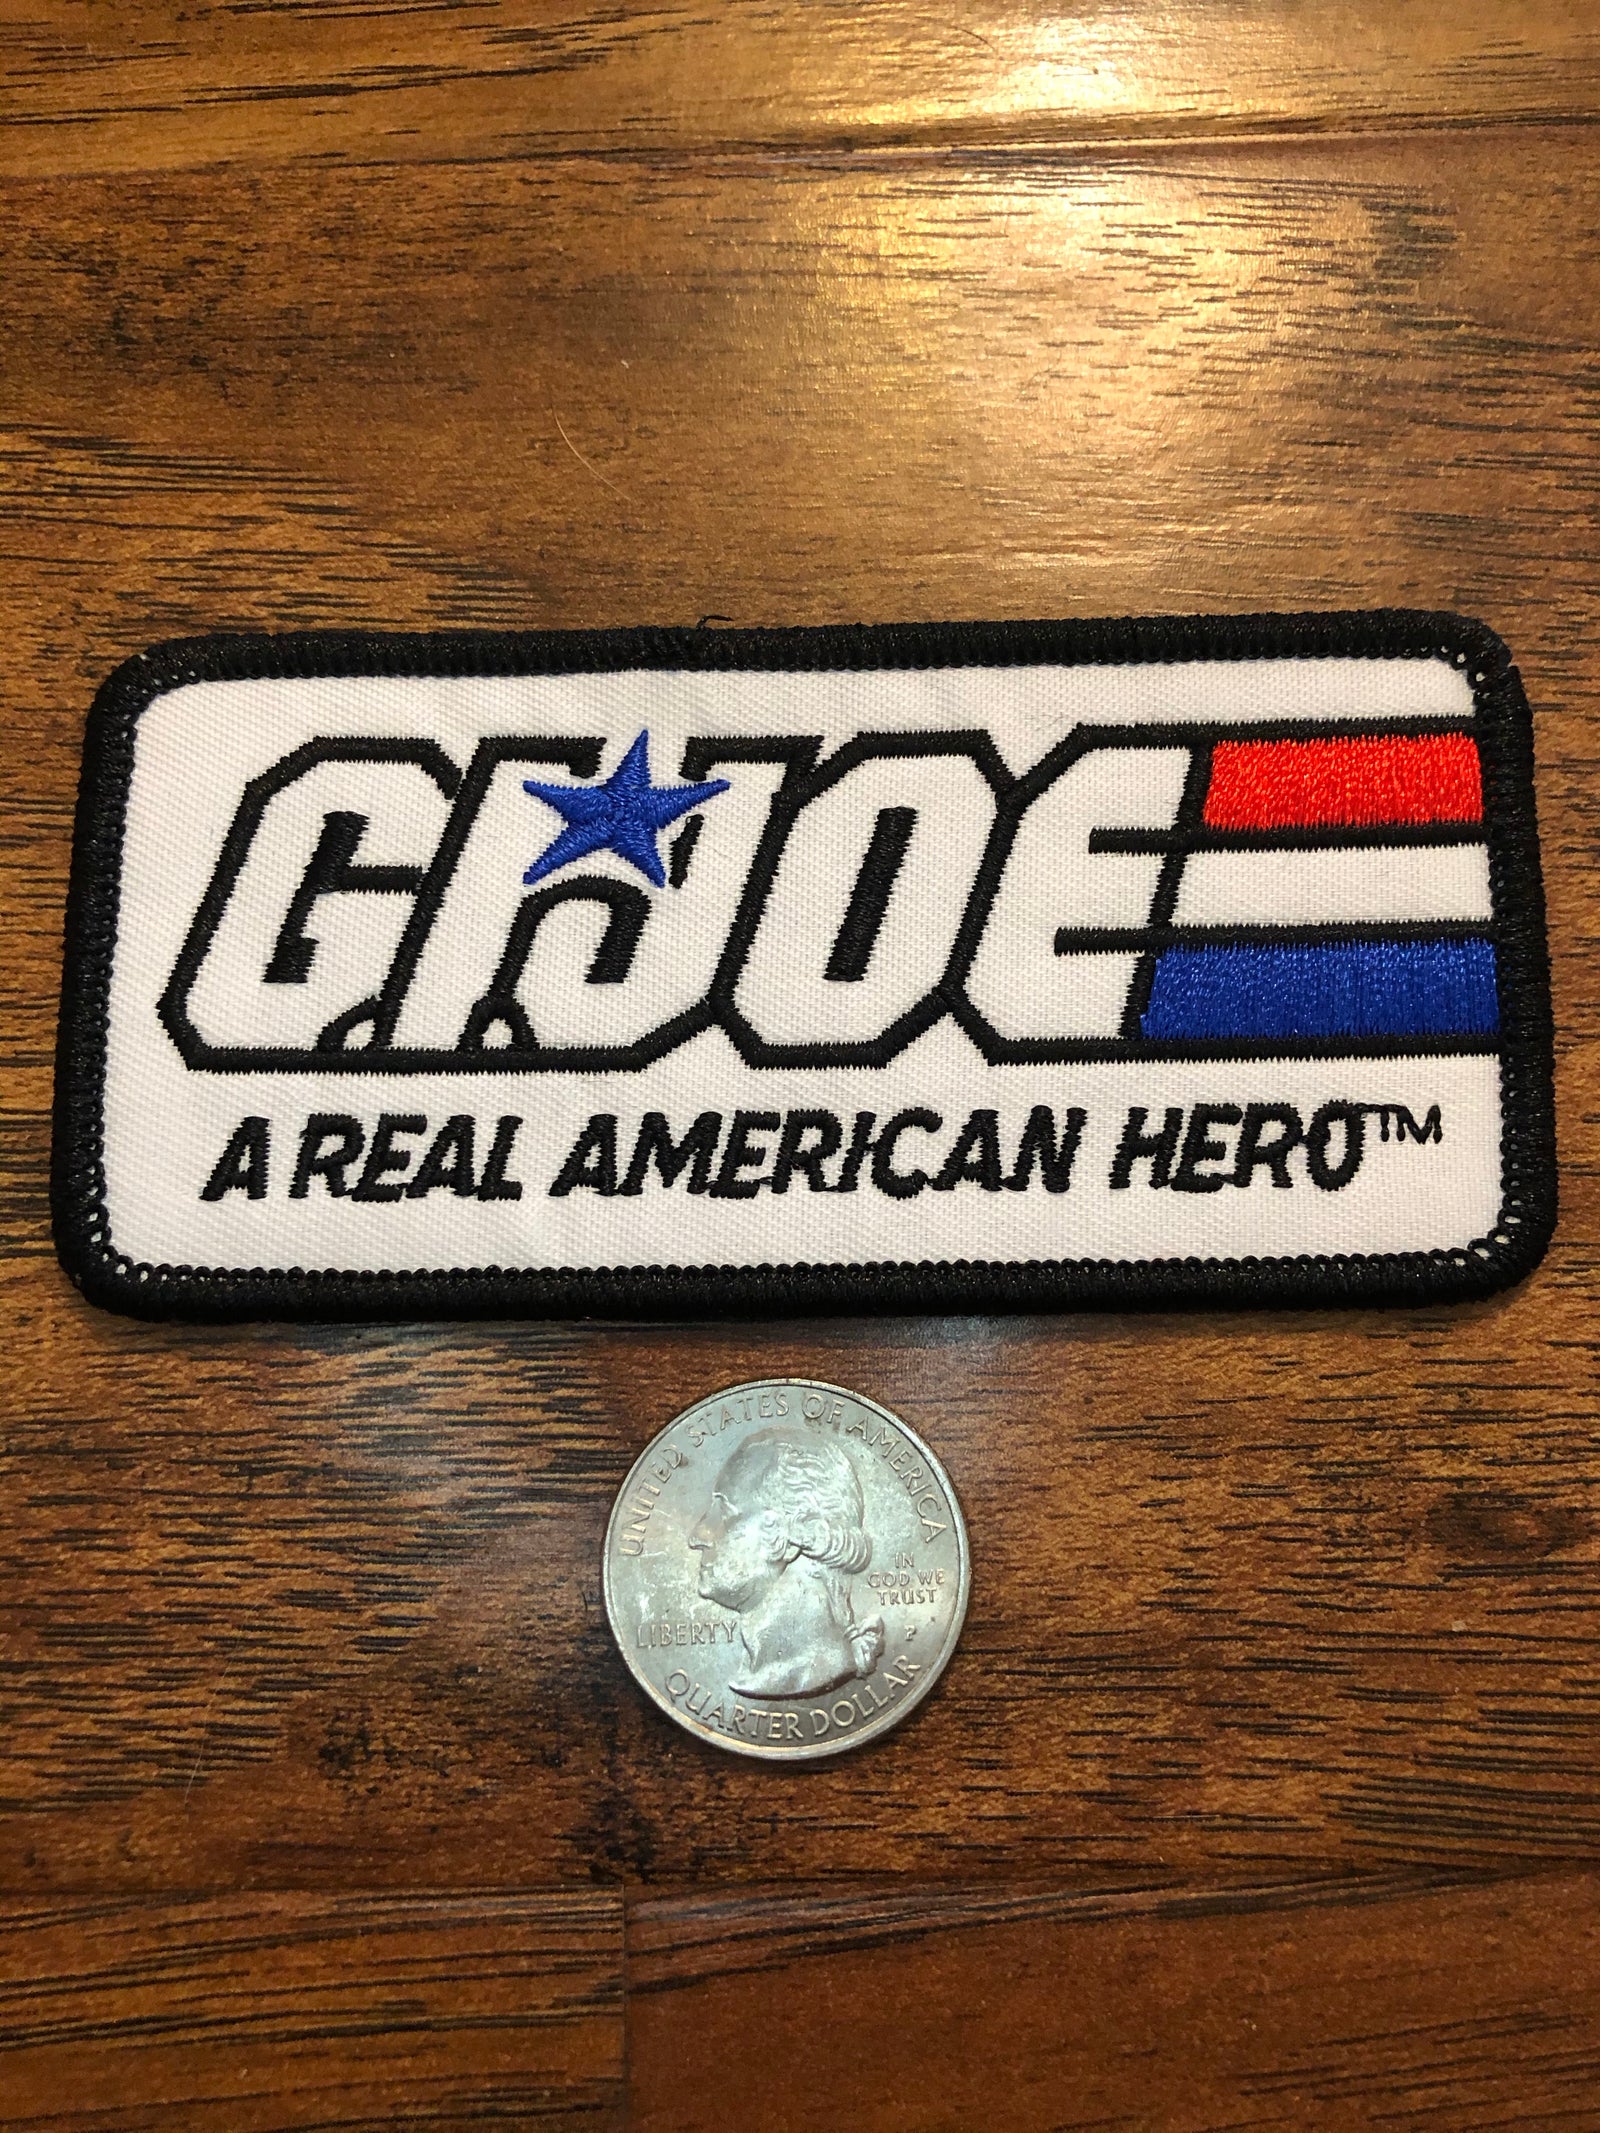 G.I. JOE
A REAL AMERICAN HERO™
UNITED STATES OF AMERICA
IN
GOD WE
TRUST
LIBERTY
P
QUARTER DOLLAR